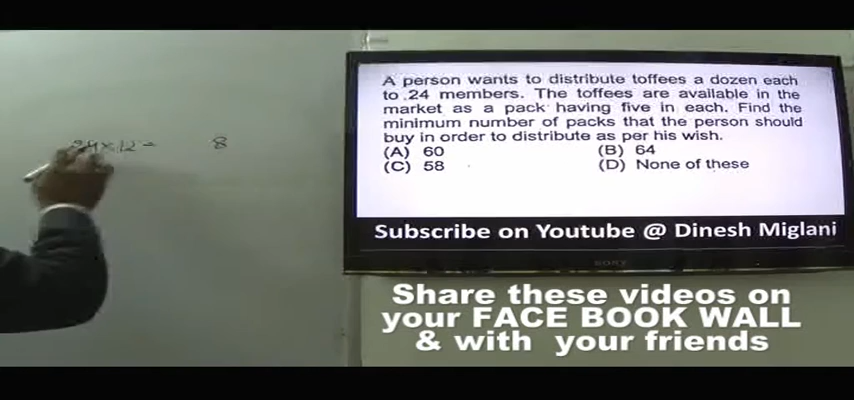 24×12= 8
A person wants to distribute toffees a dozen each
to 24 members. The toffees are available in the
market as a pack having five in each. Find the
minimum number of packs that the person should
buy in order to distribute as per his wish.
(A) 60 (B) 64
(C) 58 (D) None of these
Subscribe on Youtube @ Dinesh Miglani
SONY
Share these videos on
your FACE BOOK WALL
& with your friends